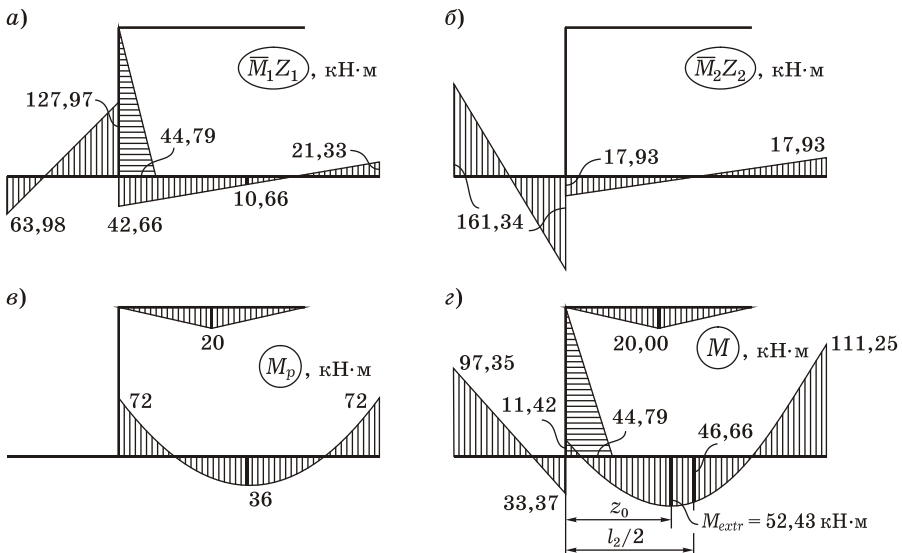 а)
M̅₁Z₁, кН·м
127,97
44,79
21,33
63,98
42,66
10,66
б)
M̅₂Z₂, кН·м
17,93
17,93
161,34
в)
20
Mₚ, кН·м
72
72
36
г)
20,00
M, кН·м
111,25
97,35
11,42
44,79
46,66
33,37
z₀
Mextr = 52,43 кН·м
l₂/2